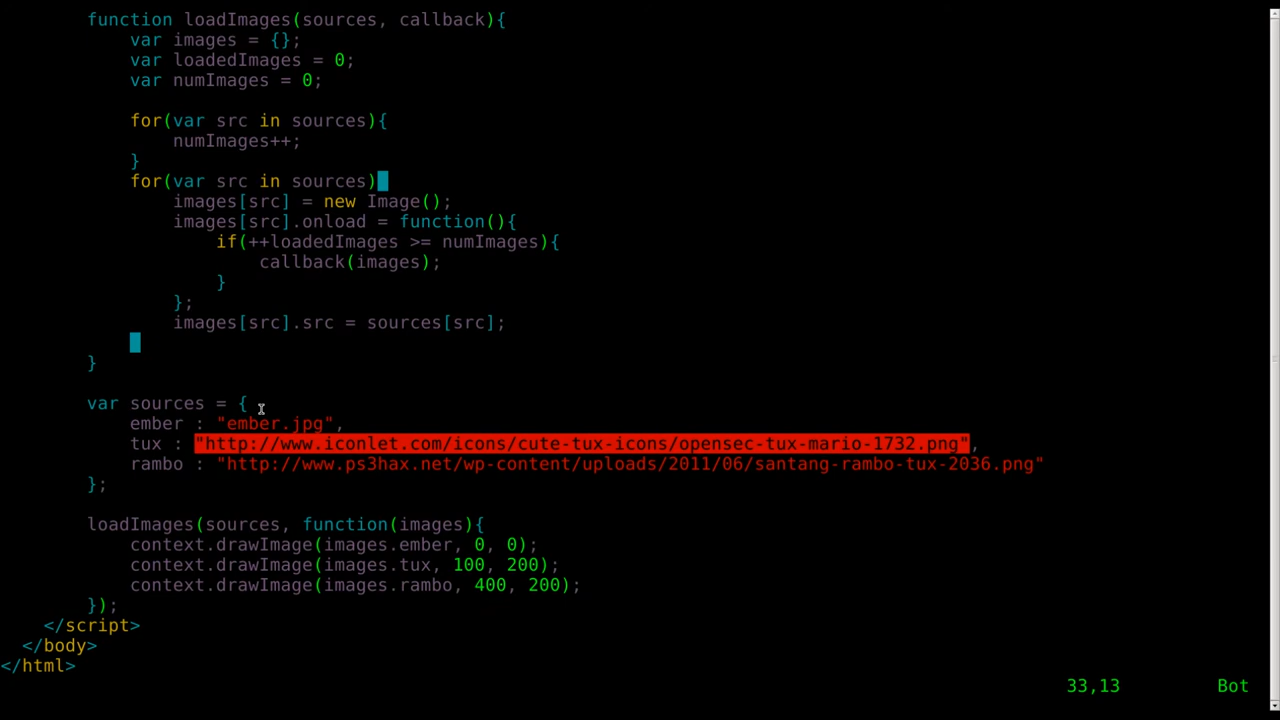 function loadImages(sources, callback){
var images = {};
var loadedImages = 0;
var numImages = 0;
for(var src in sources){
numImages++;
}
for(var src in sources)
images[src] = new Image();
images[src].onload = function(){
if(++loadedImages >= numImages){
callback(images);
}
};
images[src].src = sources[src];
}
var sources = {
ember : "ember.jpg",
tux : "http://www.iconlet.com/icons/cute-tux-icons/opensec-tux-mario-1732.png",
rambo : "http://www.ps3hax.net/wp-content/uploads/2011/06/santang-rambo-tux-2036.png"
};
loadImages(sources, function(images){
context.drawImage(images.ember, 0, 0);
context.drawImage(images.tux, 100, 200);
context.drawImage(images.rambo, 400, 200);
});
</script>
</body>
</html>
33,13 Bot